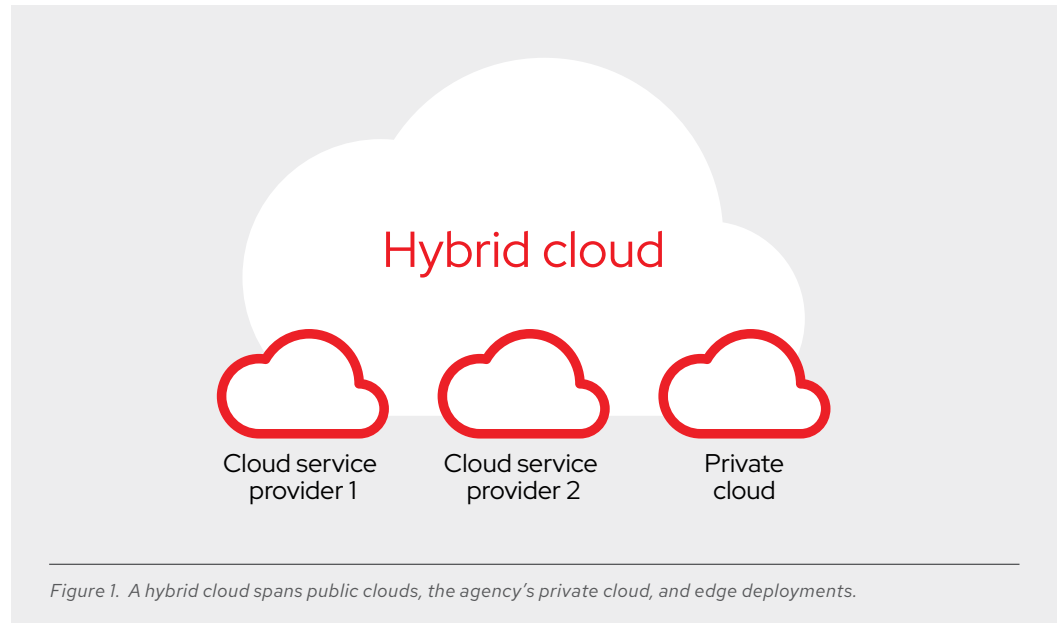 Hybrid cloud
Cloud service
provider 1
Cloud service
provider 2
Private
cloud
Figure 1. A hybrid cloud spans public clouds, the agency’s private cloud, and edge deployments.